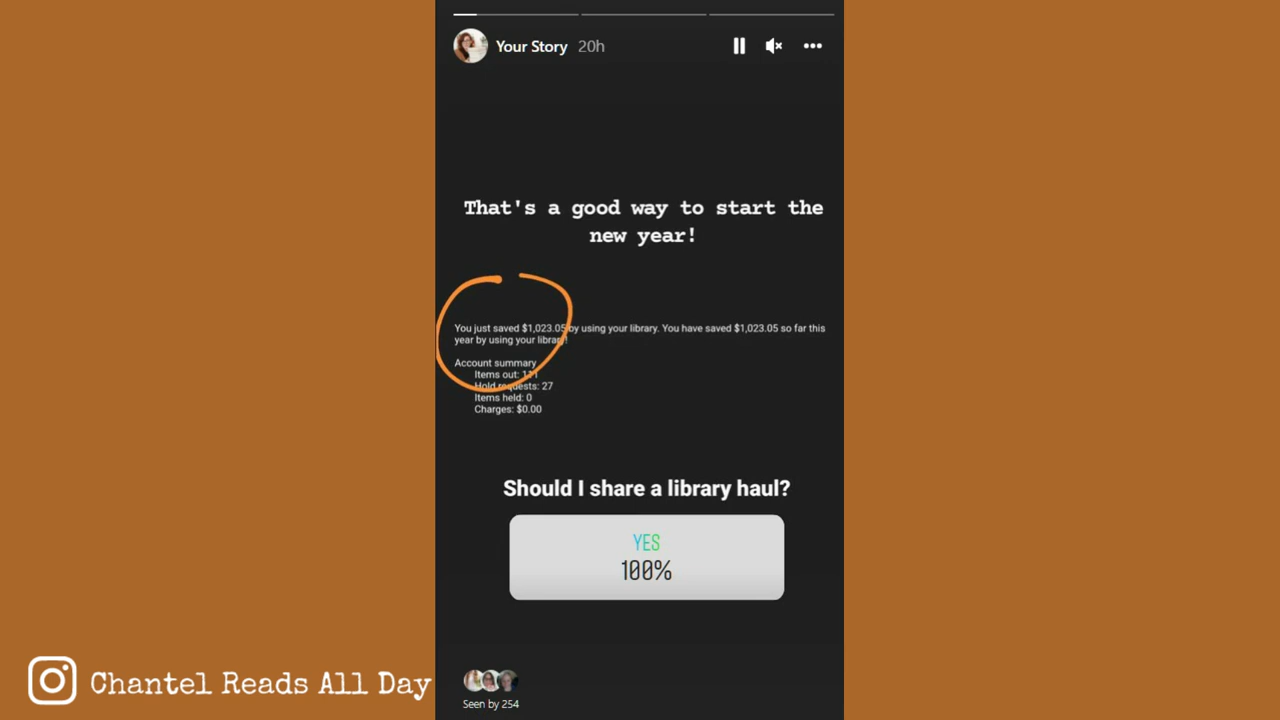 Your Story 20h
That's a good way to start the
new year!
You just saved $1,023.05 by using your library. You have saved $1,023.05 so far this
year by using your library!
Account summary
Items out: 111
Hold requests: 27
Items held: 0
Charges: $0.00
Should I share a library haul?
YES
100%
Chantel Reads All Day
Seen by 254